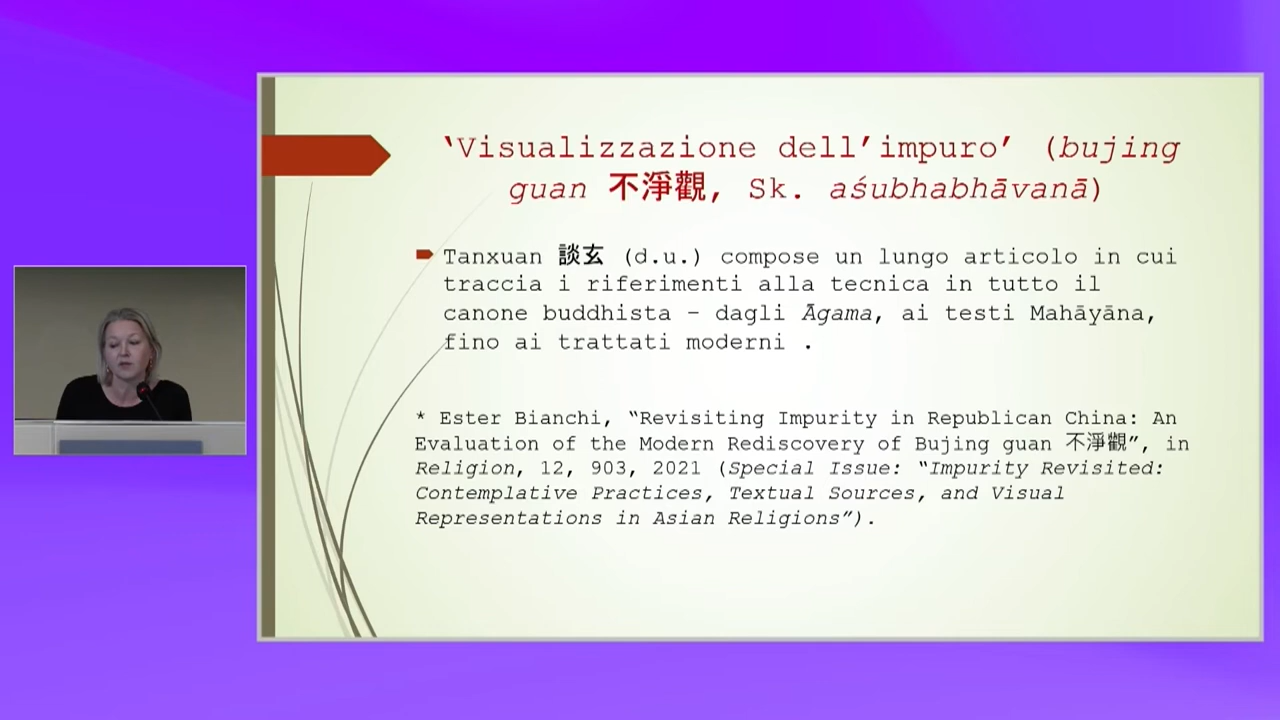 ‘Visualizzazione dell’impuro’ (bujing
guan 不淨觀, Sk. aśubhabhāvanā)
Tanxuan 談玄 (d.u.) compose un lungo articolo in cui
traccia i riferimenti alla tecnica in tutto il
canone buddhista – dagli Āgama, ai testi Mahāyāna,
fino ai trattati moderni .
* Ester Bianchi, “Revisiting Impurity in Republican China: An
Evaluation of the Modern Rediscovery of Bujing guan 不淨觀”, in
Religion, 12, 903, 2021 (Special Issue: “Impurity Revisited:
Contemplative Practices, Textual Sources, and Visual
Representations in Asian Religions”).